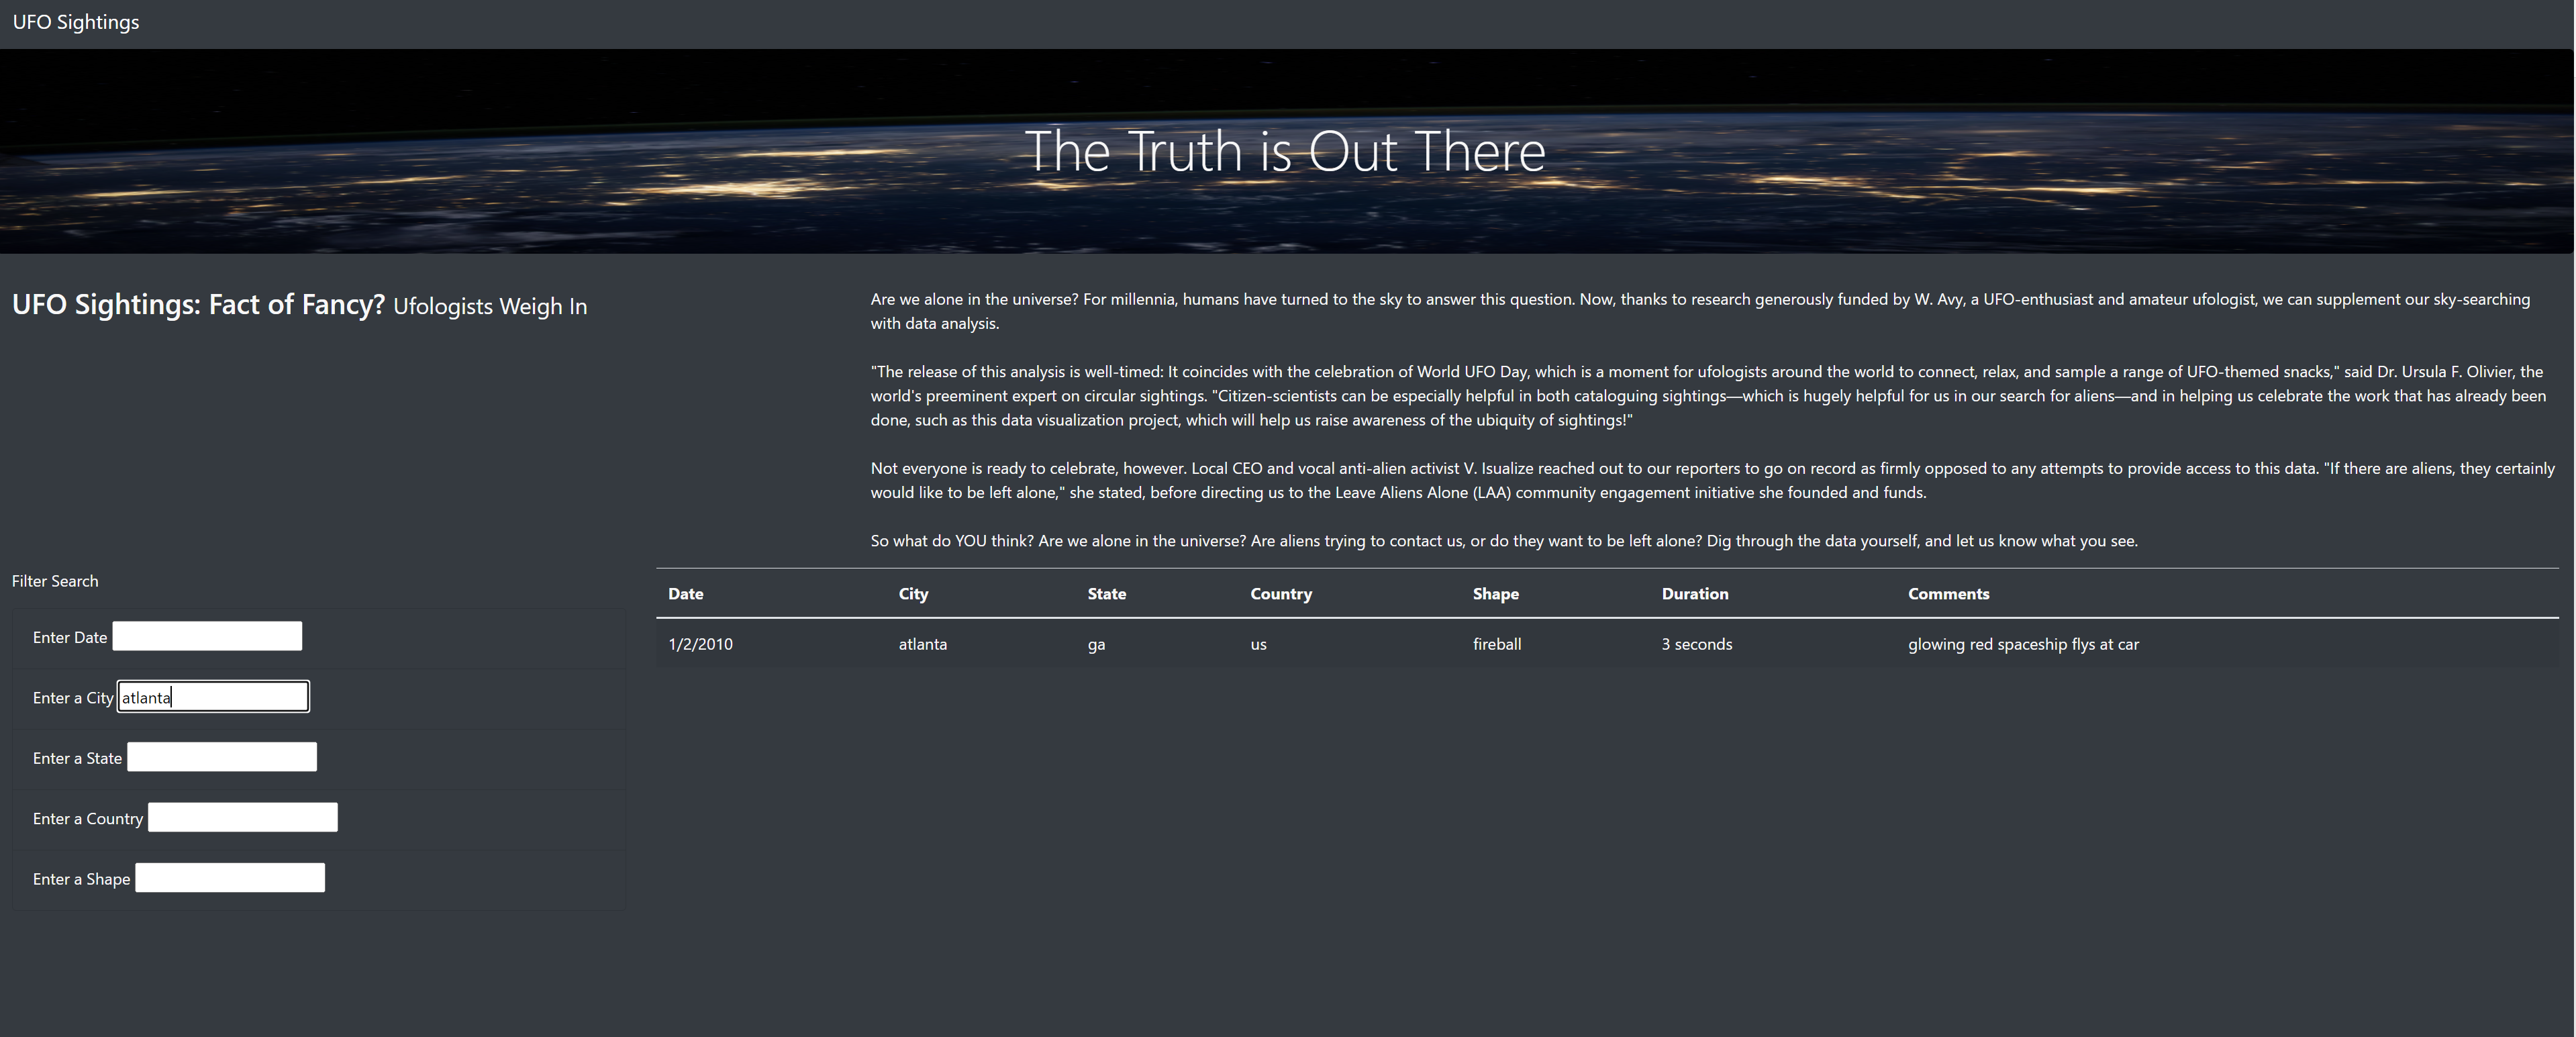 UFO Sightings
The Truth is Out There
UFO Sightings: Fact of Fancy? Ufologists Weigh In
Are we alone in the universe? For millennia, humans have turned to the sky to answer this question. Now, thanks to research generously funded by W. Avy, a UFO-enthusiast and amateur ufologist, we can supplement our sky-searching
with data analysis.
"The release of this analysis is well-timed: It coincides with the celebration of World UFO Day, which is a moment for ufologists around the world to connect, relax, and sample a range of UFO-themed snacks," said Dr. Ursula F. Olivier, the
world's preeminent expert on circular sightings. "Citizen-scientists can be especially helpful in both cataloguing sightings—which is hugely helpful for us in our search for aliens—and in helping us celebrate the work that has already been
done, such as this data visualization project, which will help us raise awareness of the ubiquity of sightings!"
Not everyone is ready to celebrate, however. Local CEO and vocal anti-alien activist V. Isualize reached out to our reporters to go on record as firmly opposed to any attempts to provide access to this data. "If there are aliens, they certainly
would like to be left alone," she stated, before directing us to the Leave Aliens Alone (LAA) community engagement initiative she founded and funds.
So what do YOU think? Are we alone in the universe? Are aliens trying to contact us, or do they want to be left alone? Dig through the data yourself, and let us know what you see.
Filter Search
Enter Date
Enter a City atlanta
Enter a State
Enter a Country
Enter a Shape
Date City State Country Shape Duration Comments
1/2/2010 atlanta ga us fireball 3 seconds glowing red spaceship flys at car